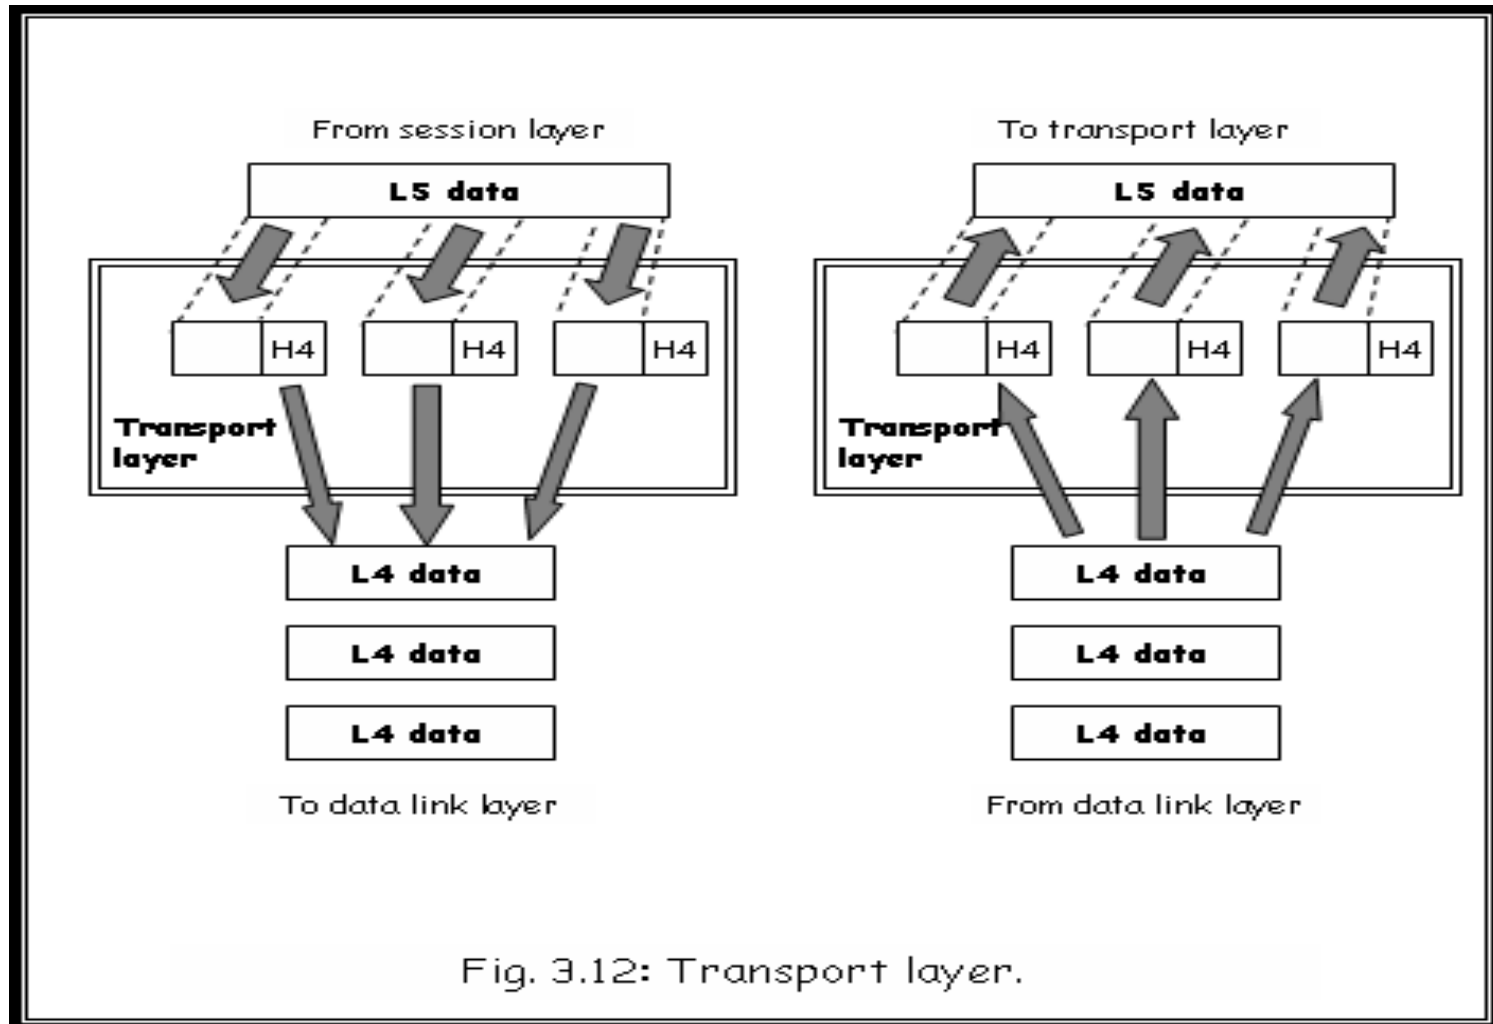 From session layer
L5 data
H4
H4
H4
Transport
layer
L4 data
L4 data
L4 data
To data link layer
To transport layer
L5 data
H4
H4
H4
Transport
layer
L4 data
L4 data
L4 data
From data link layer
Fig. 3.12: Transport layer.